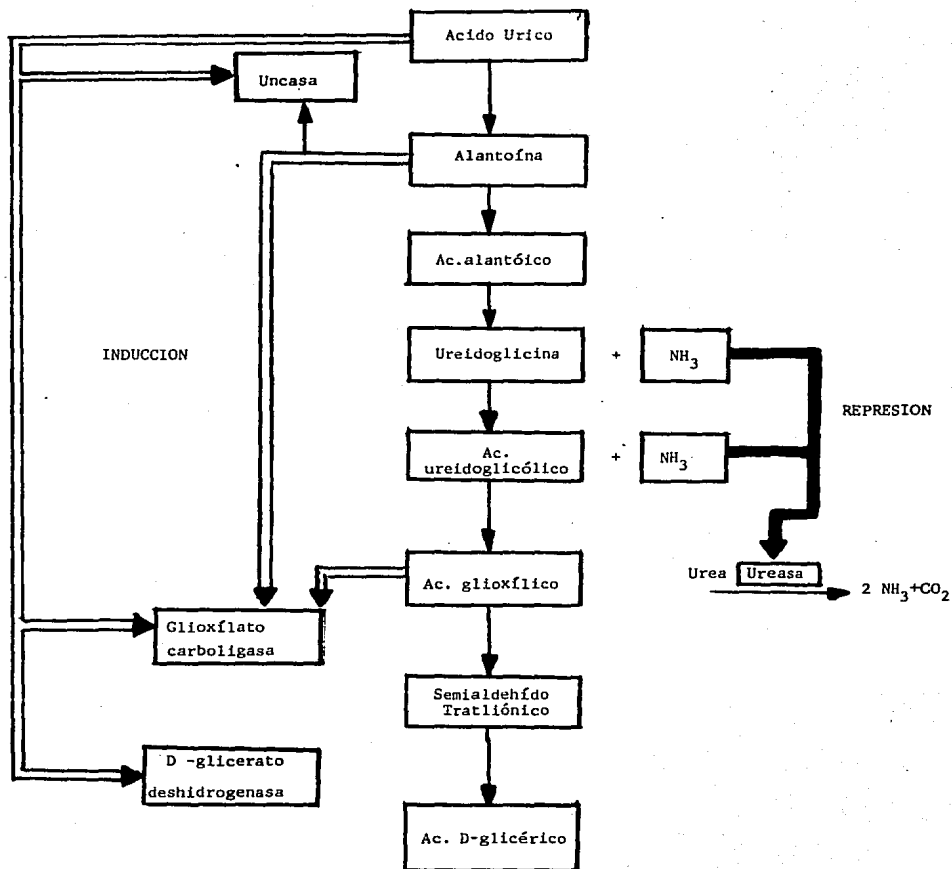 Acido Urico
Uncasa
Alantoína
Ac.alantóico
INDUCCION
Ureidoglicina + NH3
REPRESION
Ac.
ureidoglicólico + NH3
Ac. glioxílico
Urea Ureasa
2 NH3+CO2
Glioxílato
carboligasa
Semialdehído
Tratliónico
D -glicerato
deshidrogenasa
Ac. D-glicérico